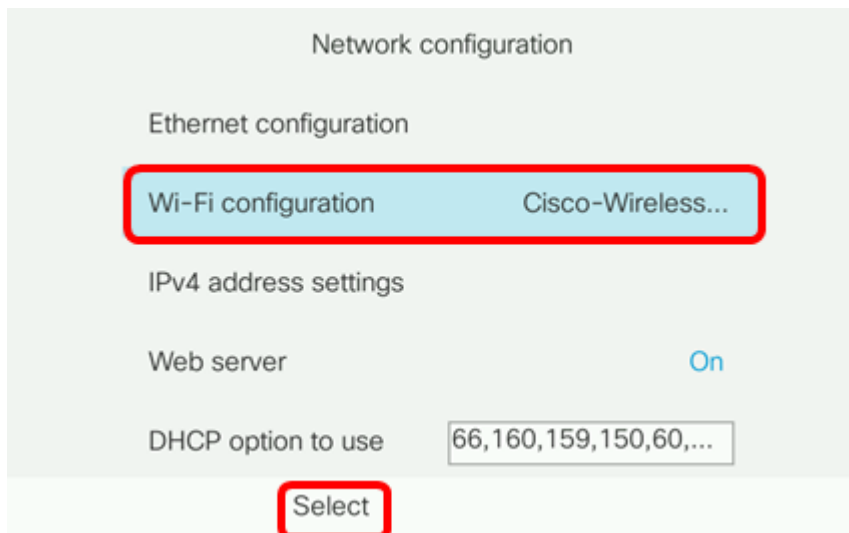 Network configuration
Ethernet configuration
Wi-Fi configuration Cisco-Wireless...
IPv4 address settings
Web server On
DHCP option to use 66,160,159,150,60,...
Select